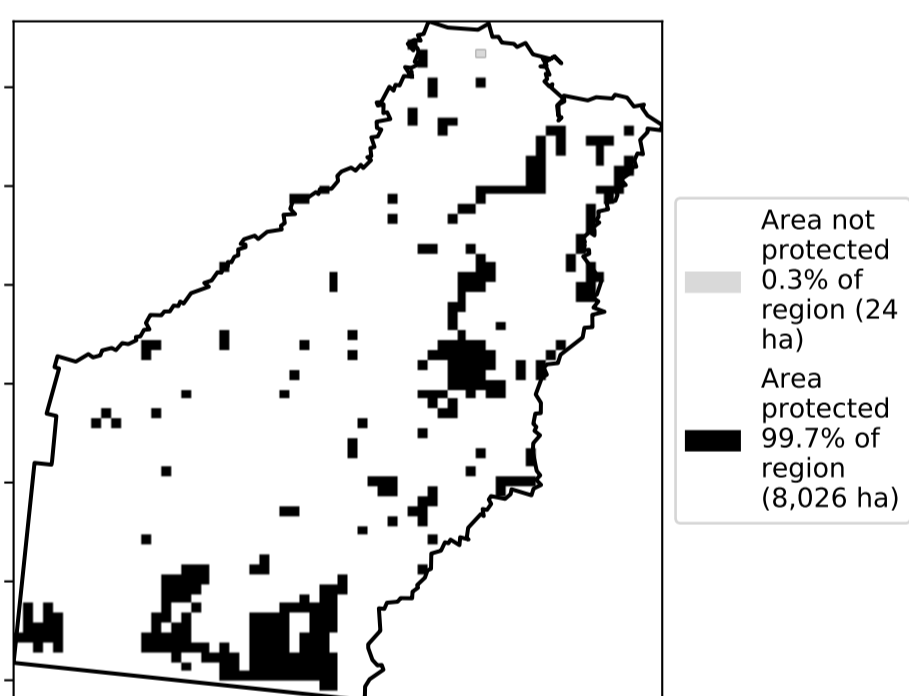 Area not
protected
0.3% of
region (24
ha)
Area
protected
99.7% of
region
(8,026 ha)